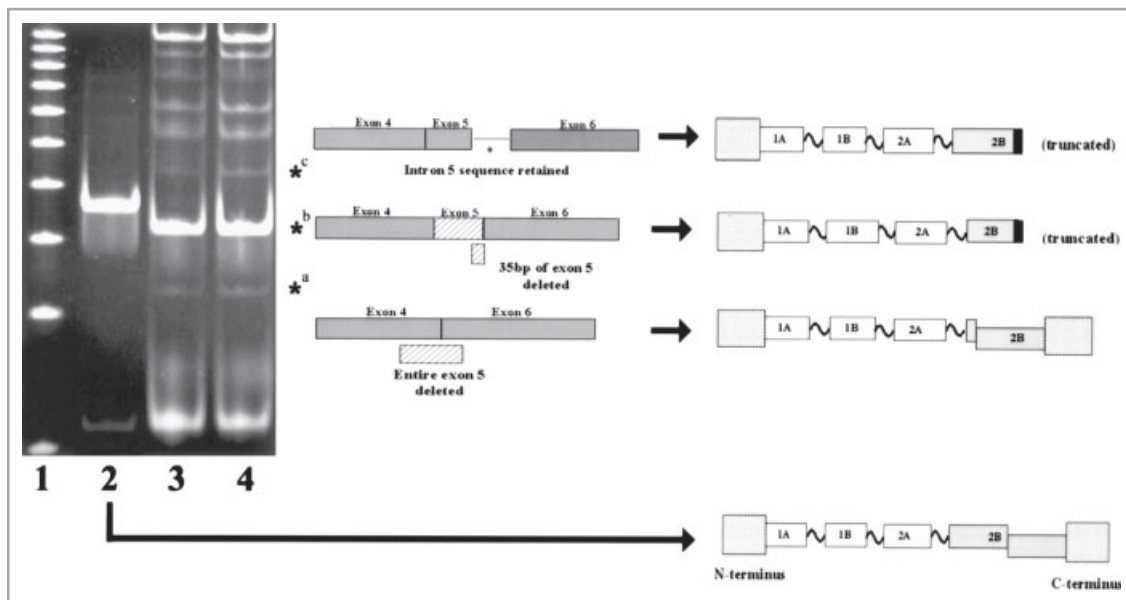 Exon 4 Exon 5 Exon 6
*
Intron 5 sequence retained
1A 1B 2A 2B (truncated)
*c
Exon 4 Exon 5 Exon 6
*b
35bp of exon 5
deleted
1A 1B 2A 2B
(truncated)
*a
Exon 4 Exon 6
Entire exon 5
deleted
1A 1B 2A 2B
1 2 3 4
1A 1B 2A 2B
N-terminus
C-terminus